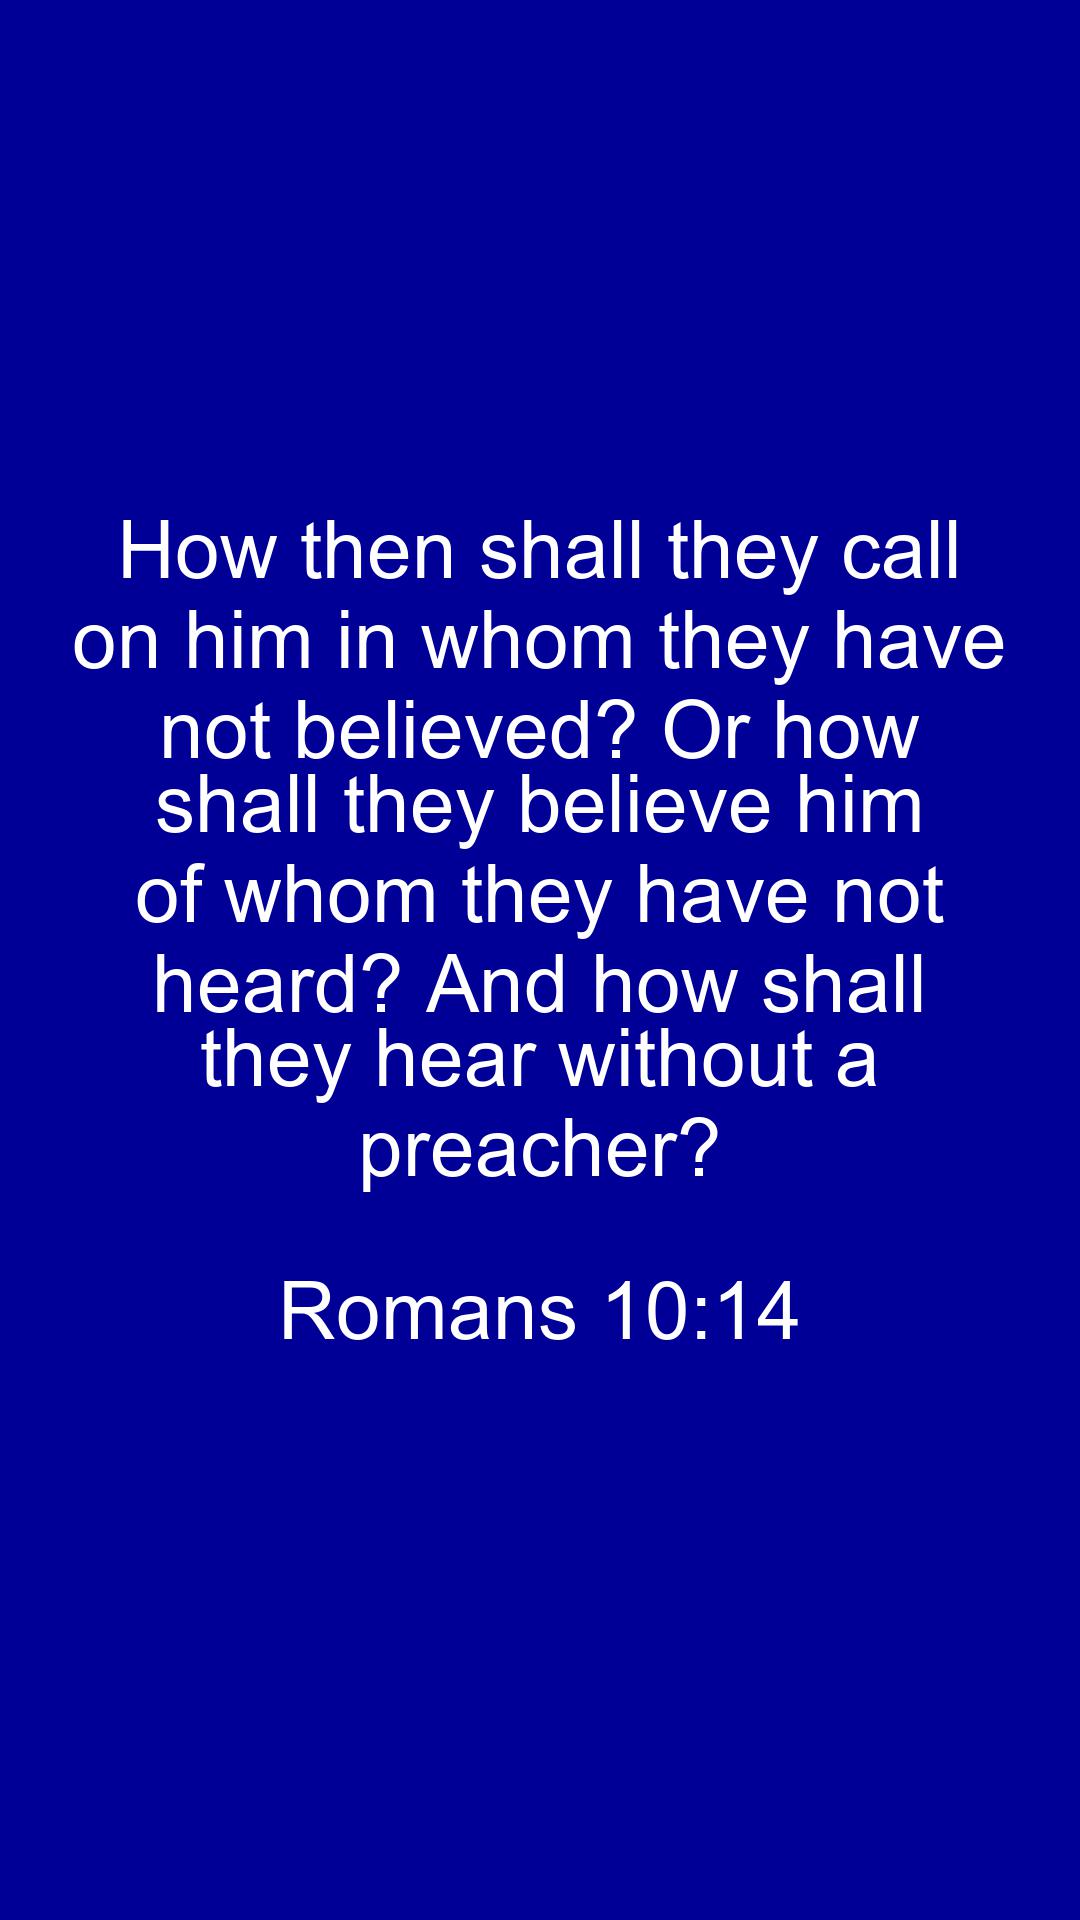 How then shall they call
on him in whom they have
not believed? Or how
shall they believe him
of whom they have not
heard? And how shall
they hear without a
preacher?
Romans 10:14